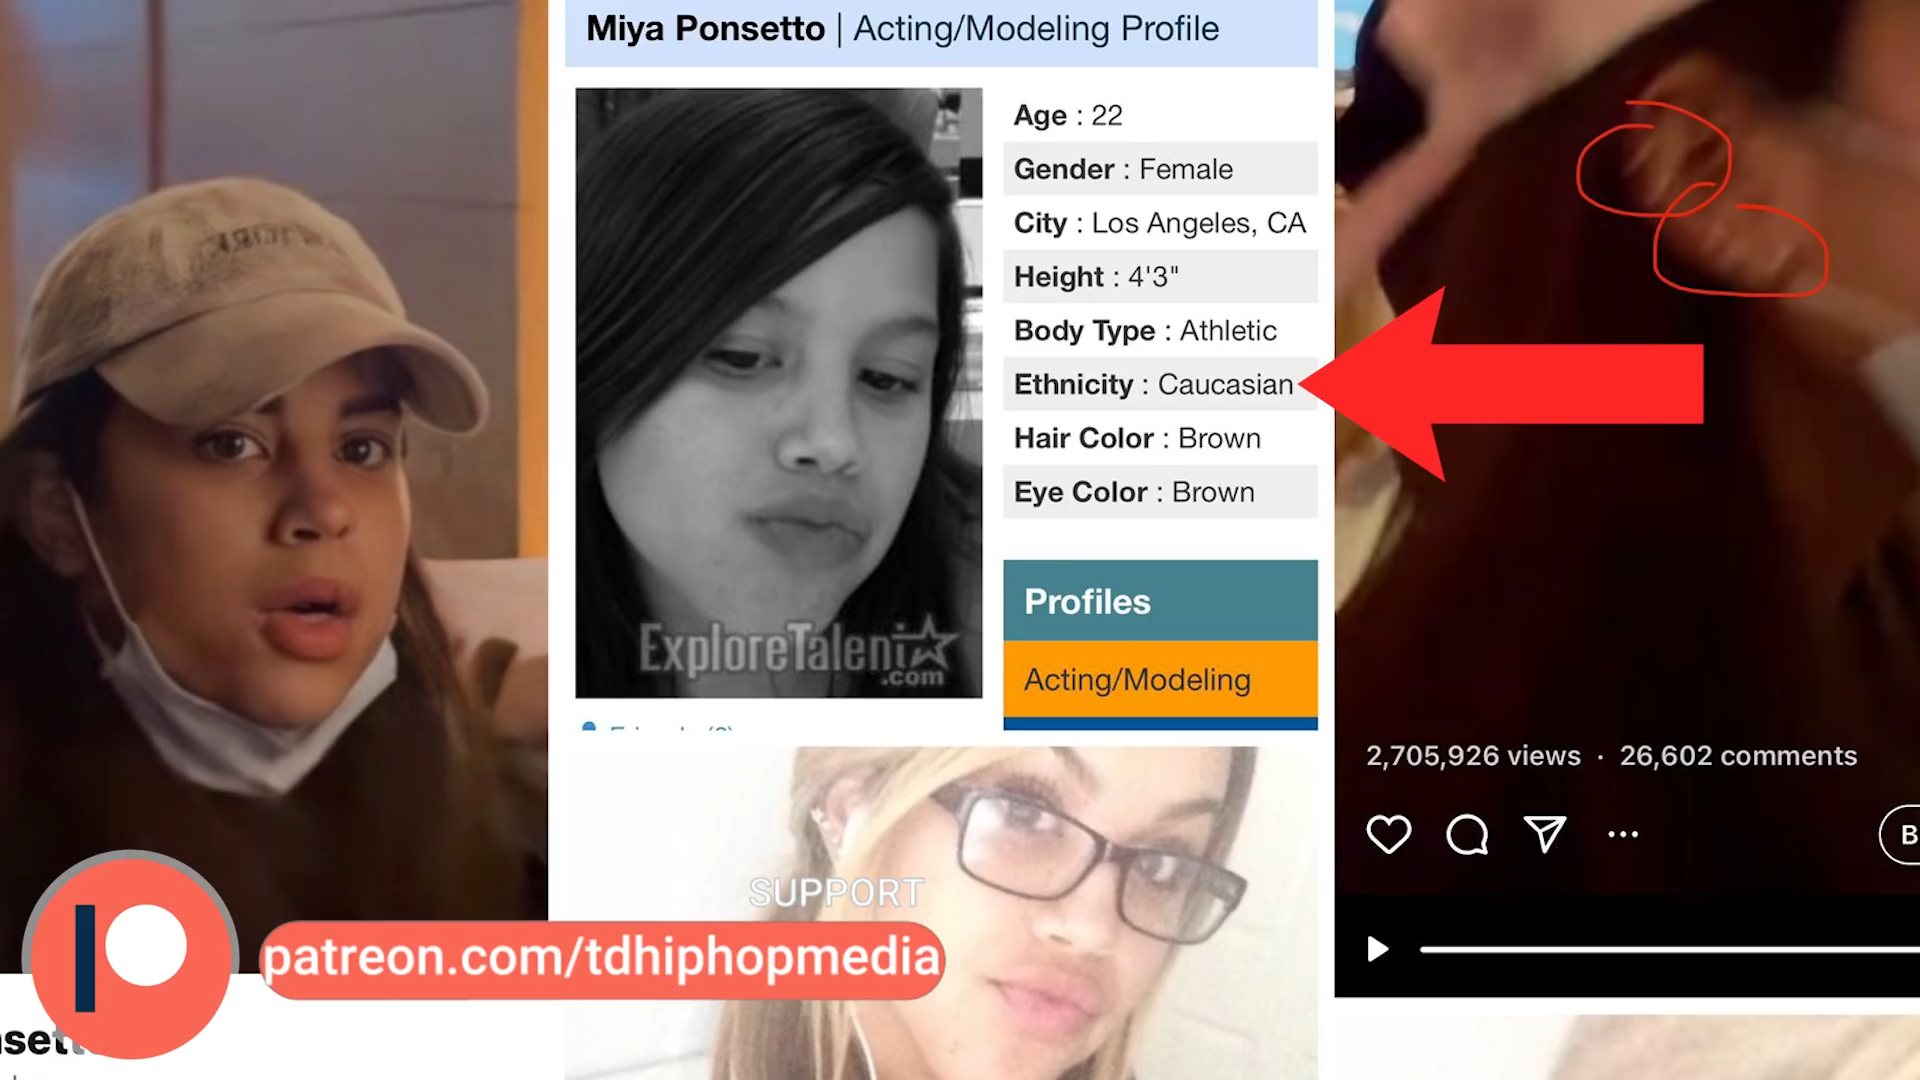 Miya Ponsetto | Acting/Modeling Profile
Age : 22
Gender : Female
City : Los Angeles, CA
Height : 4'3"
Body Type : Athletic
Ethnicity : Caucasian
Hair Color : Brown
Eye Color : Brown
ExploreTalent
.com
Profiles
Acting/Modeling
2,705,926 views · 26,602 comments
B
SUPPORT
patreon.com/tdhiphopmedia